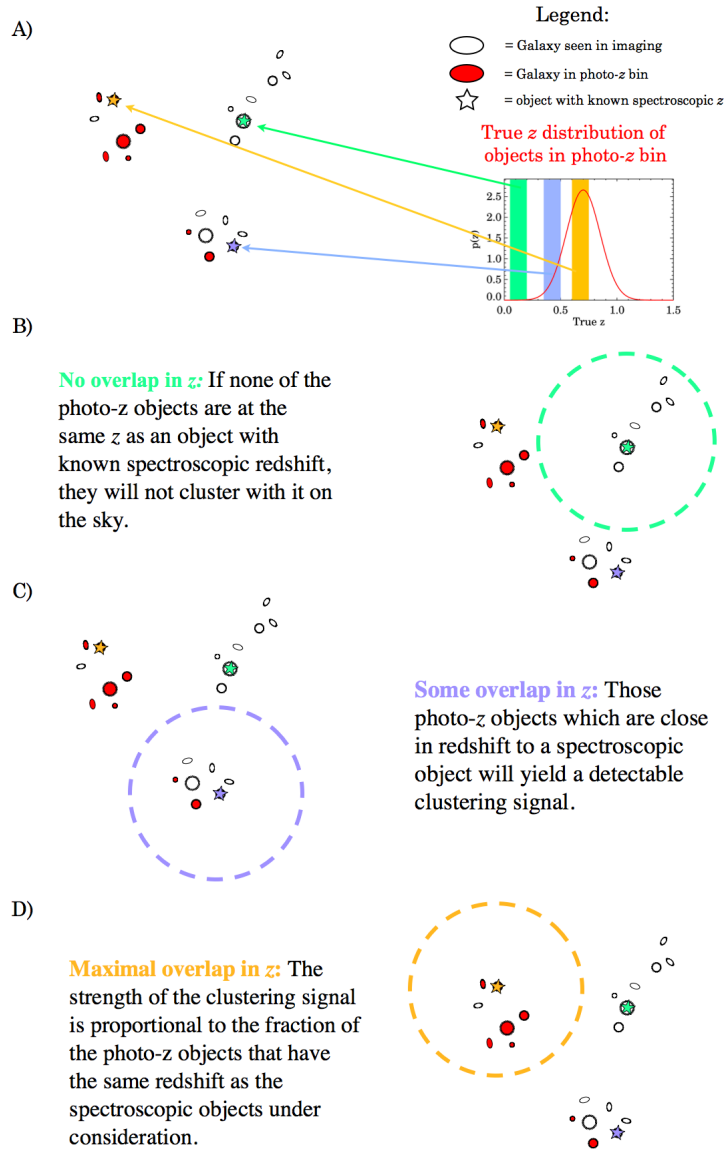 A)
Legend:
= Galaxy seen in imaging
= Galaxy in photo-z bin
= object with known spectroscopic z
True z distribution of
objects in photo-z bin
p(z)
2.5
2.0
1.5
1.0
0.5
0.0
0.0 0.5 1.0 1.5
True z
B)
No overlap in z: If none of the
photo-z objects are at the
same z as an object with
known spectroscopic redshift,
they will not cluster with it on
the sky.
C)
Some overlap in z: Those
photo-z objects which are close
in redshift to a spectroscopic
object will yield a detectable
clustering signal.
D)
Maximal overlap in z: The
strength of the clustering signal
is proportional to the fraction of
the photo-z objects that have
the same redshift as the
spectroscopic objects under
consideration.